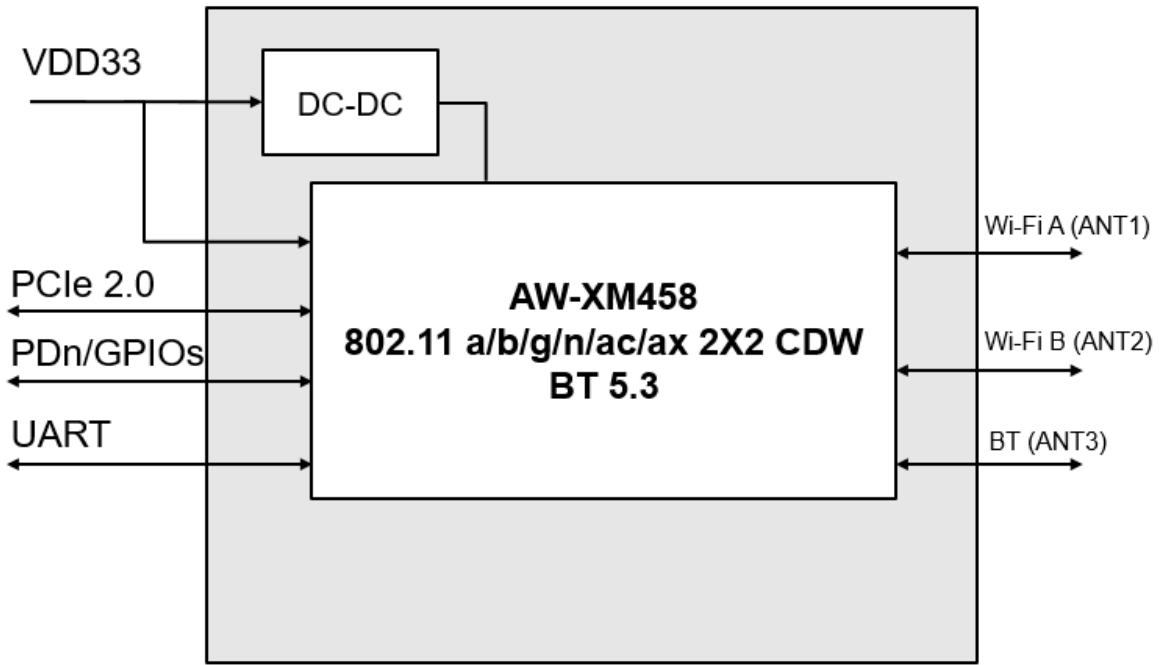 VDD33
DC-DC
PCIe 2.0
PDn/GPIOs
UART
AW-XM458
802.11 a/b/g/n/ac/ax 2X2 CDW
BT 5.3
Wi-Fi A (ANT1)
Wi-Fi B (ANT2)
BT (ANT3)